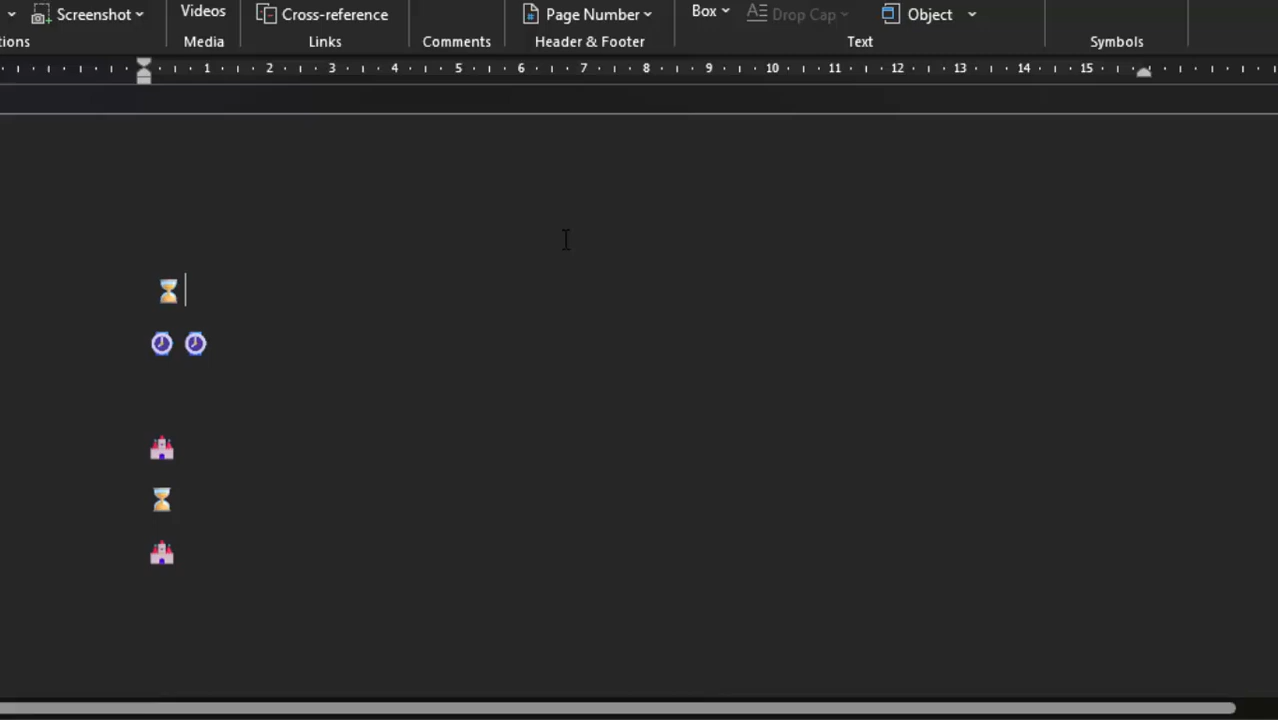 Screenshot Videos Cross-reference Page Number Box Drop Cap Object
tions Media Links Comments Header & Footer Text Symbols
1 2 3 4 5 6 7 8 9 10 11 12 13 14 15
⏳
⌚ ⌚
🏰
⏳
🏰